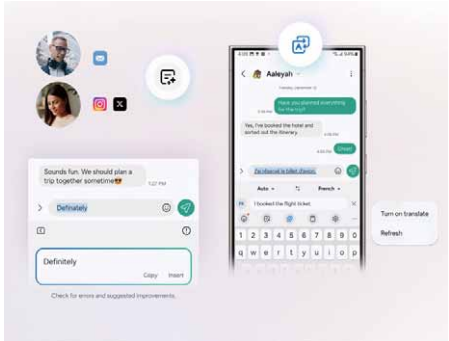 Sounds fun. We should plan a
trip together sometime
7:27 PM
Definately
Definitely
Copy Insert
Check for errors and suggested improvements.
Aaleyah
Have you planned everything
for the trip?
Yes, I've booked the hotel and
sorted out the itinerary.
Great!
Auto
French
I booked the flight ticket.
1 2 3 4 5 6 7 8 9 0
q w e r t y u i o p
Turn on translate
Refresh